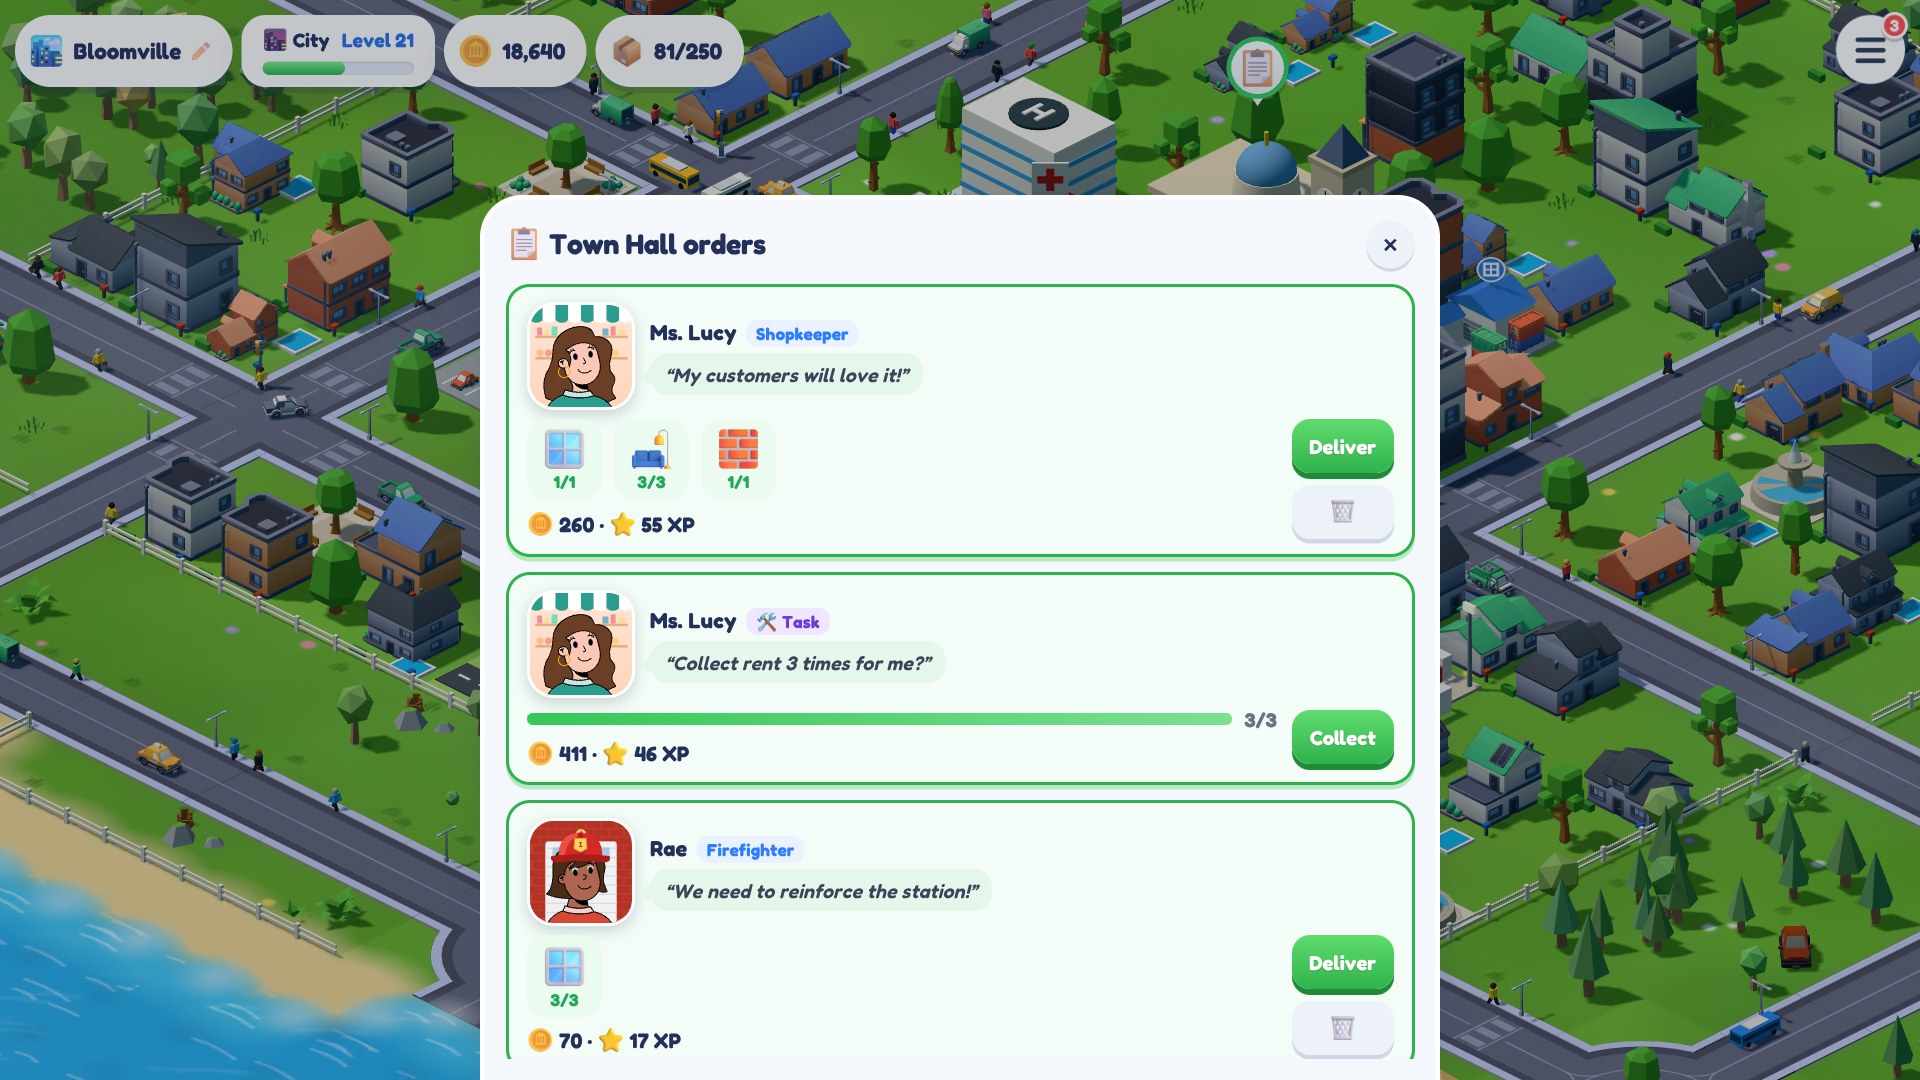 Bloomville
City Level 21
18,640
81/250
3
H
Town Hall orders
Ms. Lucy Shopkeeper
“My customers will love it!”
1/1
3/3
1/1
Deliver
260 · 55 XP
Ms. Lucy Task
“Collect rent 3 times for me?”
3/3
411 · 46 XP
Collect
Rae Firefighter
“We need to reinforce the station!”
1
3/3
Deliver
70 · 17 XP